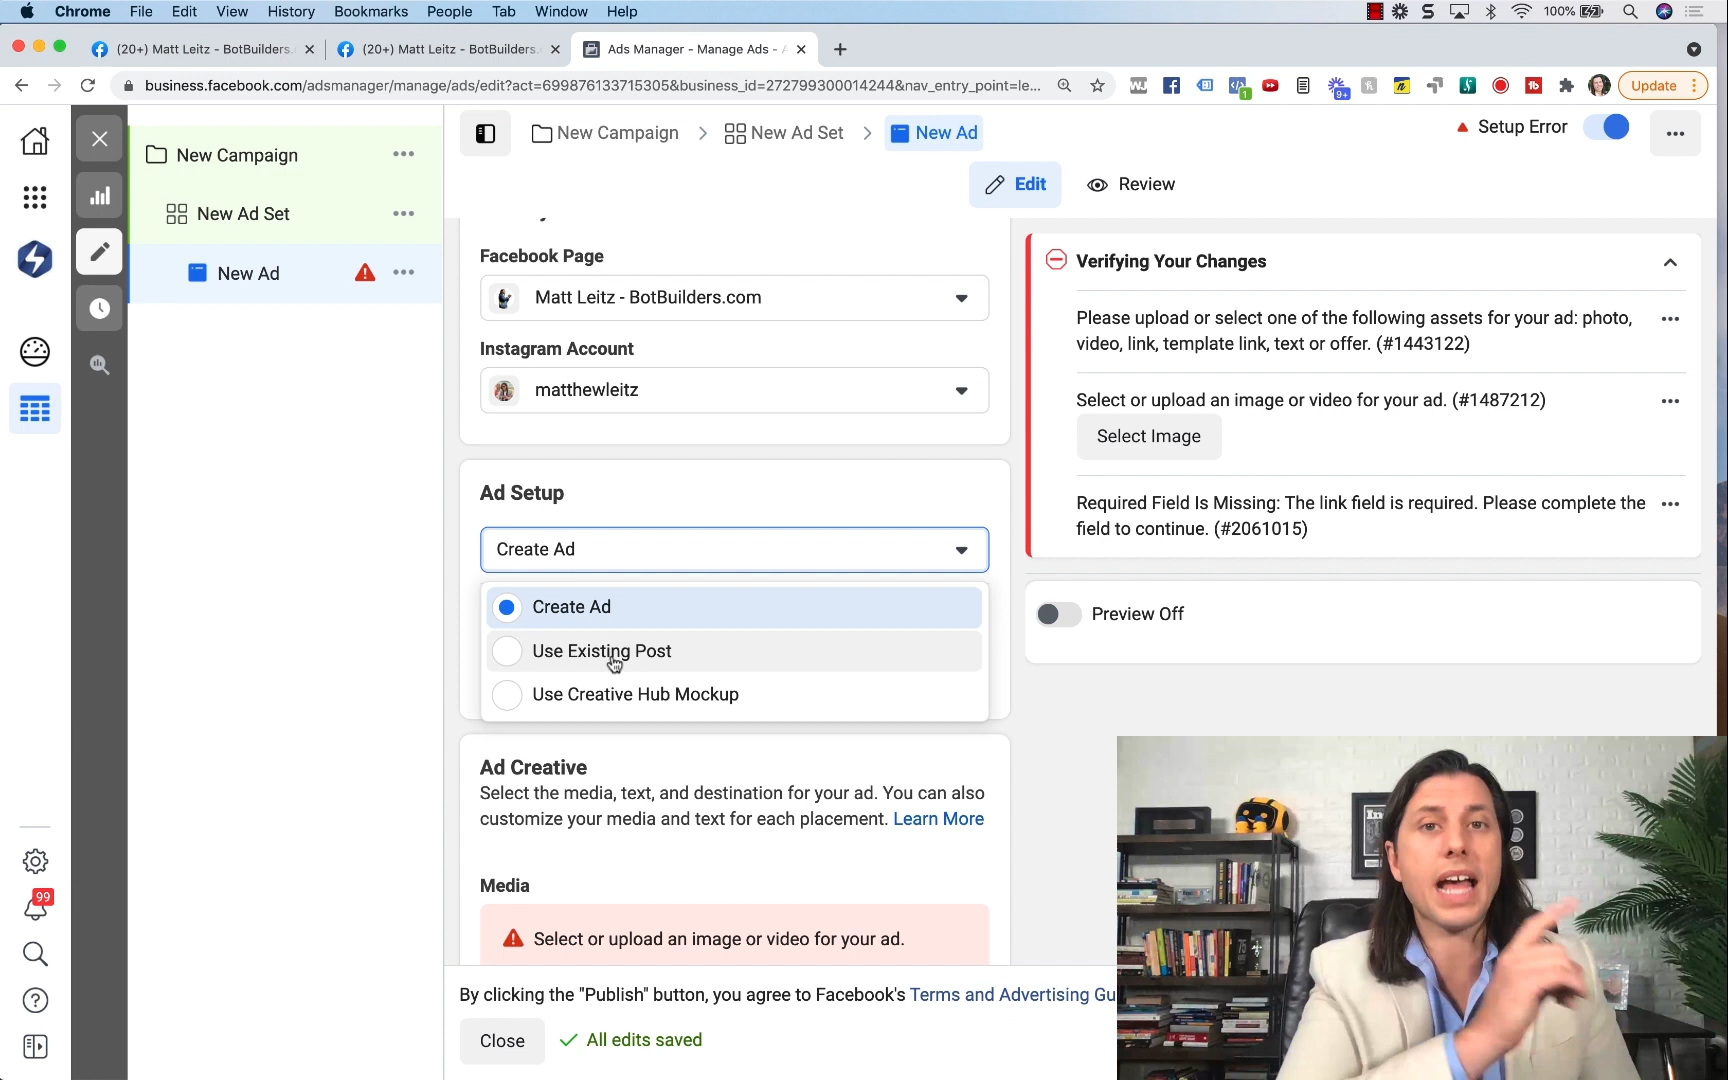 Chrome File Edit View History Bookmarks People Tab Window Help
100%
(20+) Matt Leitz - BotBuilders.
(20+) Matt Leitz - BotBuilders.
Ads Manager - Manage Ads - A
business.facebook.com/adsmanager/manage/ads/edit?act=699876133715305&business_id=272799300014244&nav_entry_point=le...
Update
New Campaign
New Ad Set
New Ad
New Campaign > New Ad Set > New Ad
Setup Error
Edit
Review
Facebook Page
Matt Leitz - BotBuilders.com
Instagram Account
matthewleitz
Ad Setup
Create Ad
Create Ad
Use Existing Post
Use Creative Hub Mockup
Ad Creative
Select the media, text, and destination for your ad. You can also
customize your media and text for each placement. Learn More
Media
Select or upload an image or video for your ad.
By clicking the "Publish" button, you agree to Facebook's Terms and Advertising Gu
Close
All edits saved
Verifying Your Changes
Please upload or select one of the following assets for your ad: photo,
video, link, template link, text or offer. (#1443122)
Select or upload an image or video for your ad. (#1487212)
Select Image
Required Field Is Missing: The link field is required. Please complete the
field to continue. (#2061015)
Preview Off
99